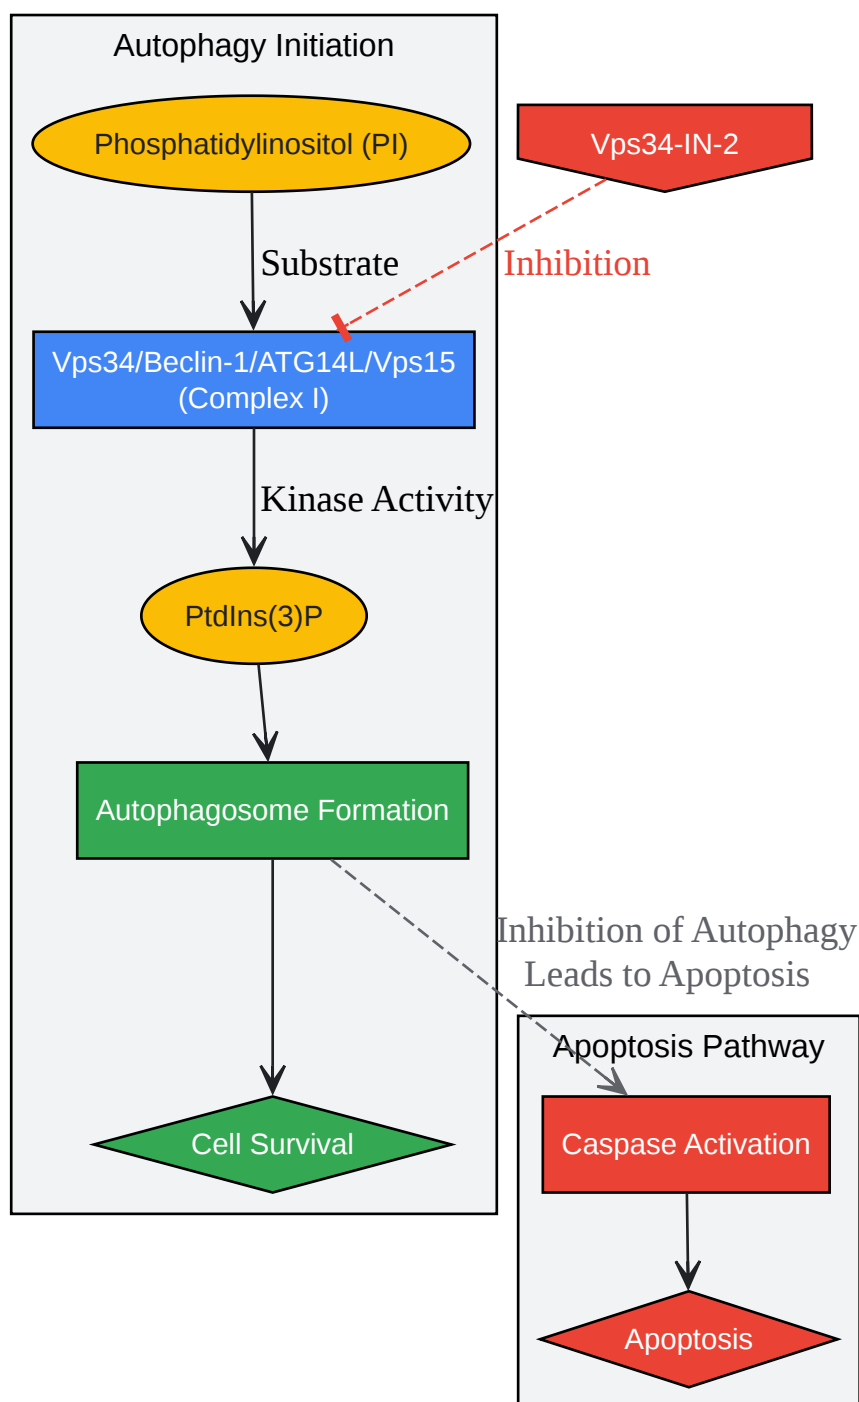 Autophagy Initiation
Phosphatidylinositol (PI)
Vps34-IN-2
Substrate
Inhibition
Vps34/Beclin-1/ATG14L/Vps15
(Complex I)
Kinase Activity
PtdIns(3)P
Autophagosome Formation
Inhibition of Autophagy
Leads to Apoptosis
Apoptosis Pathway
Cell Survival
Caspase Activation
Apoptosis